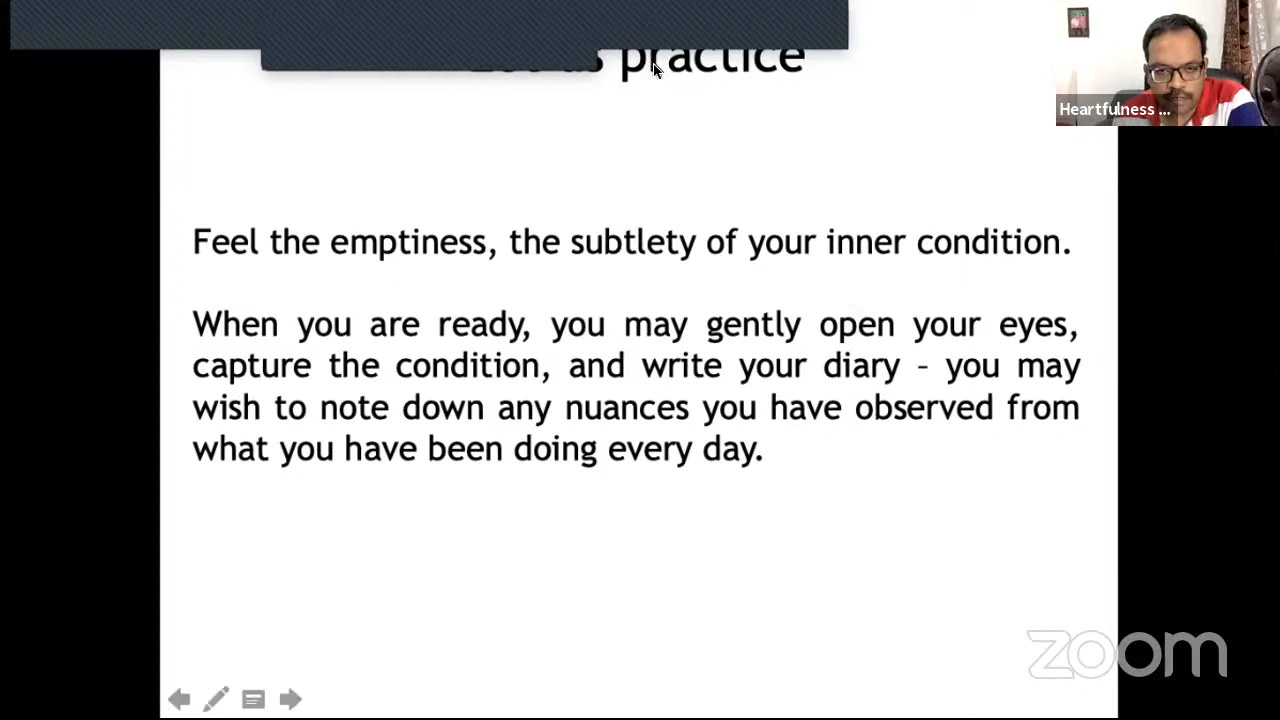 practice
Heartfulness ...
Feel the emptiness, the subtlety of your inner condition.
When you are ready, you may gently open your eyes,
capture the condition, and write your diary – you may
wish to note down any nuances you have observed from
what you have been doing every day.
zoom